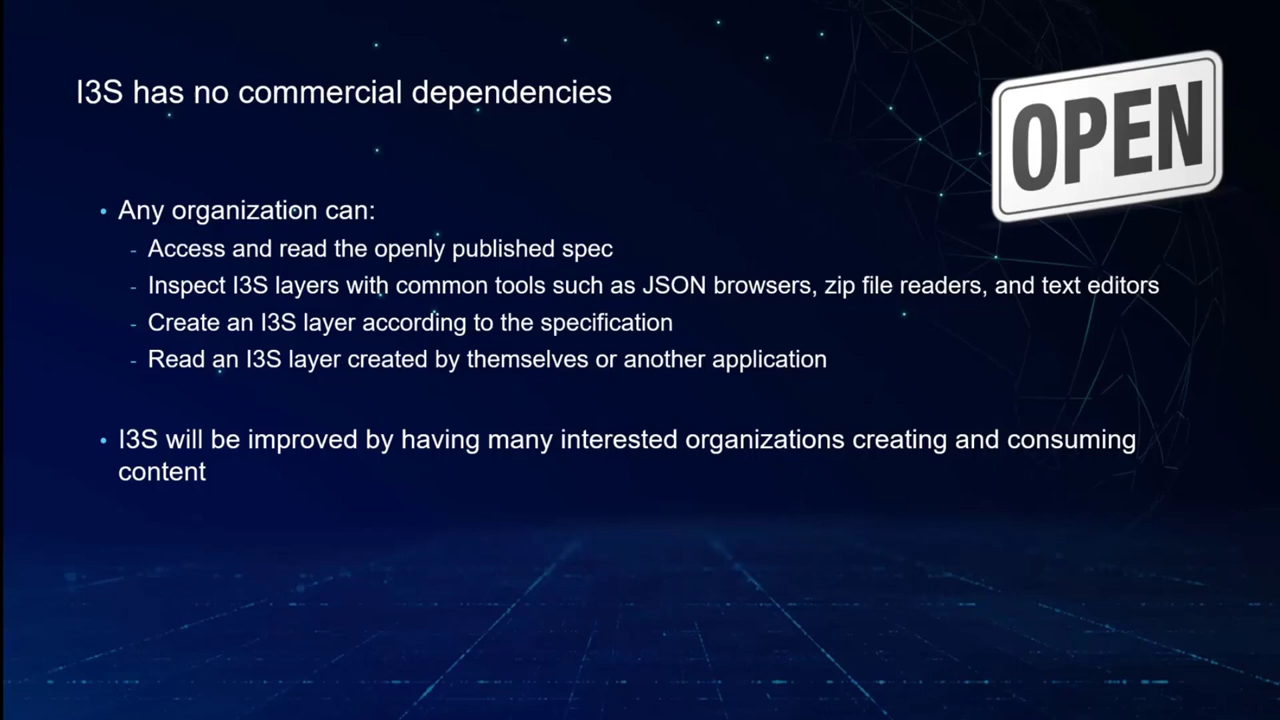 I3S has no commercial dependencies
OPEN
• Any organization can:
- Access and read the openly published spec
- Inspect I3S layers with common tools such as JSON browsers, zip file readers, and text editors
- Create an I3S layer according to the specification
- Read an I3S layer created by themselves or another application
• I3S will be improved by having many interested organizations creating and consuming
content